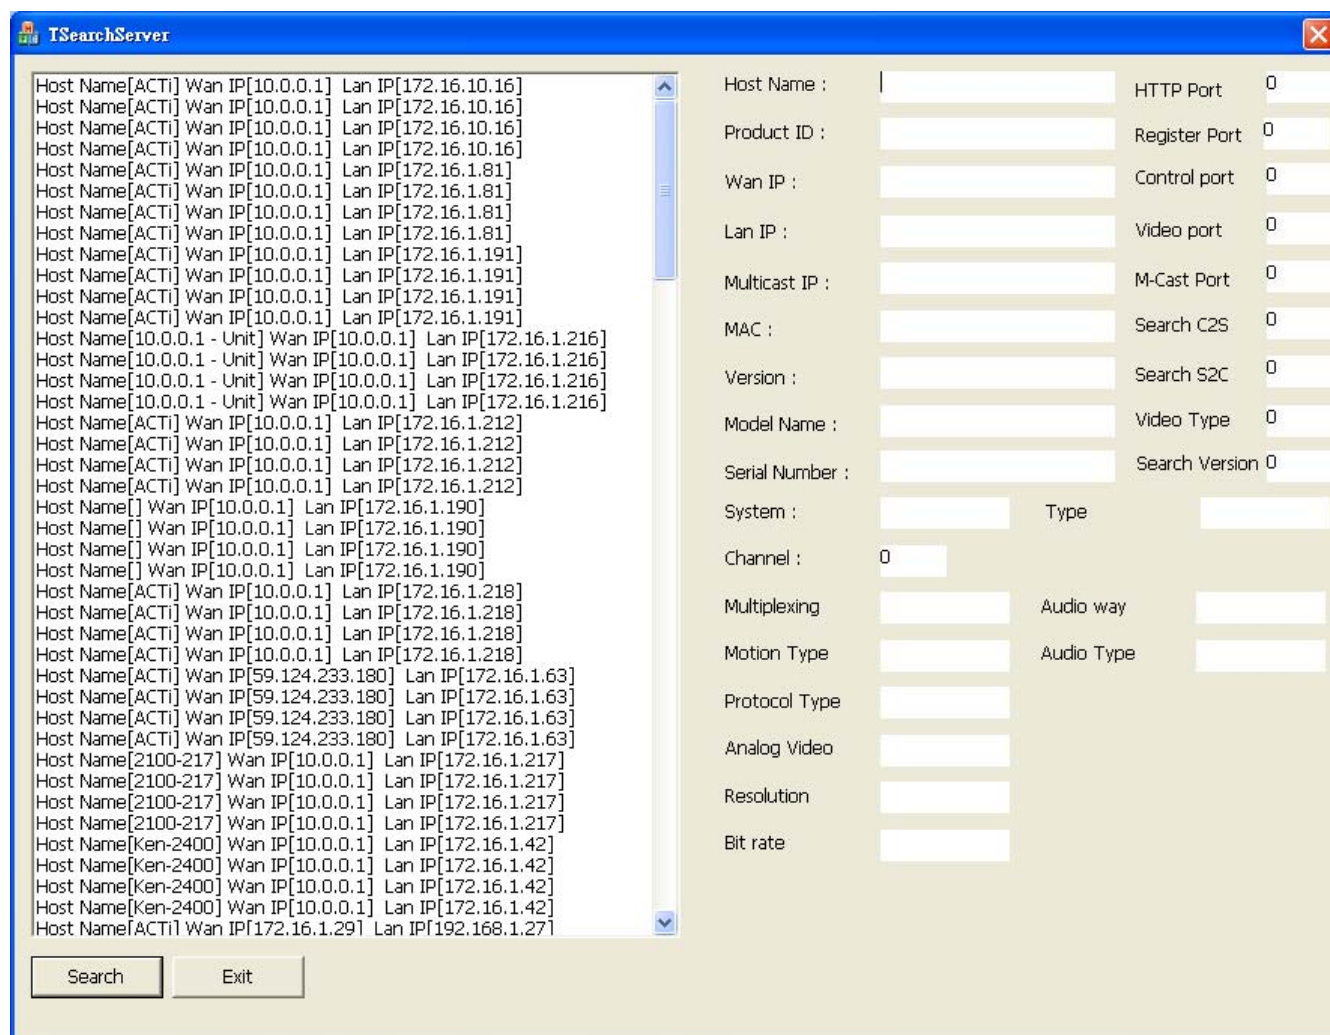 TSearchServer
Host Name[ACTi] Wan IP[10.0.0.1]  Lan IP[172.16.10.16]
Host Name[ACTi] Wan IP[10.0.0.1]  Lan IP[172.16.10.16]
Host Name[ACTi] Wan IP[10.0.0.1]  Lan IP[172.16.10.16]
Host Name[ACTi] Wan IP[10.0.0.1]  Lan IP[172.16.10.16]
Host Name[ACTi] Wan IP[10.0.0.1]  Lan IP[172.16.1.81]
Host Name[ACTi] Wan IP[10.0.0.1]  Lan IP[172.16.1.81]
Host Name[ACTi] Wan IP[10.0.0.1]  Lan IP[172.16.1.81]
Host Name[ACTi] Wan IP[10.0.0.1]  Lan IP[172.16.1.81]
Host Name[ACTi] Wan IP[10.0.0.1]  Lan IP[172.16.1.191]
Host Name[ACTi] Wan IP[10.0.0.1]  Lan IP[172.16.1.191]
Host Name[ACTi] Wan IP[10.0.0.1]  Lan IP[172.16.1.191]
Host Name[ACTi] Wan IP[10.0.0.1]  Lan IP[172.16.1.191]
Host Name[10.0.0.1 - Unit] Wan IP[10.0.0.1]  Lan IP[172.16.1.216]
Host Name[10.0.0.1 - Unit] Wan IP[10.0.0.1]  Lan IP[172.16.1.216]
Host Name[10.0.0.1 - Unit] Wan IP[10.0.0.1]  Lan IP[172.16.1.216]
Host Name[10.0.0.1 - Unit] Wan IP[10.0.0.1]  Lan IP[172.16.1.216]
Host Name[ACTi] Wan IP[10.0.0.1]  Lan IP[172.16.1.212]
Host Name[ACTi] Wan IP[10.0.0.1]  Lan IP[172.16.1.212]
Host Name[ACTi] Wan IP[10.0.0.1]  Lan IP[172.16.1.212]
Host Name[ACTi] Wan IP[10.0.0.1]  Lan IP[172.16.1.212]
Host Name[] Wan IP[10.0.0.1]  Lan IP[172.16.1.190]
Host Name[] Wan IP[10.0.0.1]  Lan IP[172.16.1.190]
Host Name[] Wan IP[10.0.0.1]  Lan IP[172.16.1.190]
Host Name[] Wan IP[10.0.0.1]  Lan IP[172.16.1.190]
Host Name[ACTi] Wan IP[10.0.0.1]  Lan IP[172.16.1.218]
Host Name[ACTi] Wan IP[10.0.0.1]  Lan IP[172.16.1.218]
Host Name[ACTi] Wan IP[10.0.0.1]  Lan IP[172.16.1.218]
Host Name[ACTi] Wan IP[10.0.0.1]  Lan IP[172.16.1.218]
Host Name[ACTi] Wan IP[59.124.233.180]  Lan IP[172.16.1.63]
Host Name[ACTi] Wan IP[59.124.233.180]  Lan IP[172.16.1.63]
Host Name[ACTi] Wan IP[59.124.233.180]  Lan IP[172.16.1.63]
Host Name[ACTi] Wan IP[59.124.233.180]  Lan IP[172.16.1.63]
Host Name[2100-217] Wan IP[10.0.0.1]  Lan IP[172.16.1.217]
Host Name[2100-217] Wan IP[10.0.0.1]  Lan IP[172.16.1.217]
Host Name[2100-217] Wan IP[10.0.0.1]  Lan IP[172.16.1.217]
Host Name[2100-217] Wan IP[10.0.0.1]  Lan IP[172.16.1.217]
Host Name[Ken-2400] Wan IP[10.0.0.1]  Lan IP[172.16.1.42]
Host Name[Ken-2400] Wan IP[10.0.0.1]  Lan IP[172.16.1.42]
Host Name[Ken-2400] Wan IP[10.0.0.1]  Lan IP[172.16.1.42]
Host Name[Ken-2400] Wan IP[10.0.0.1]  Lan IP[172.16.1.42]
Host Name[ACTi] Wan IP[172.16.1.29]  Lan IP[192.168.1.27]
Search Exit
Host Name : HTTP Port 0
Product ID : Register Port 0
Wan IP : Control port 0
Lan IP : Video port 0
Multicast IP : M-Cast Port 0
MAC : Search C2S 0
Version : Search S2C 0
Model Name : Video Type 0
Serial Number : Search Version 0
System : Type
Channel : 0
Multiplexing Audio way
Motion Type Audio Type
Protocol Type
Analog Video
Resolution
Bit rate